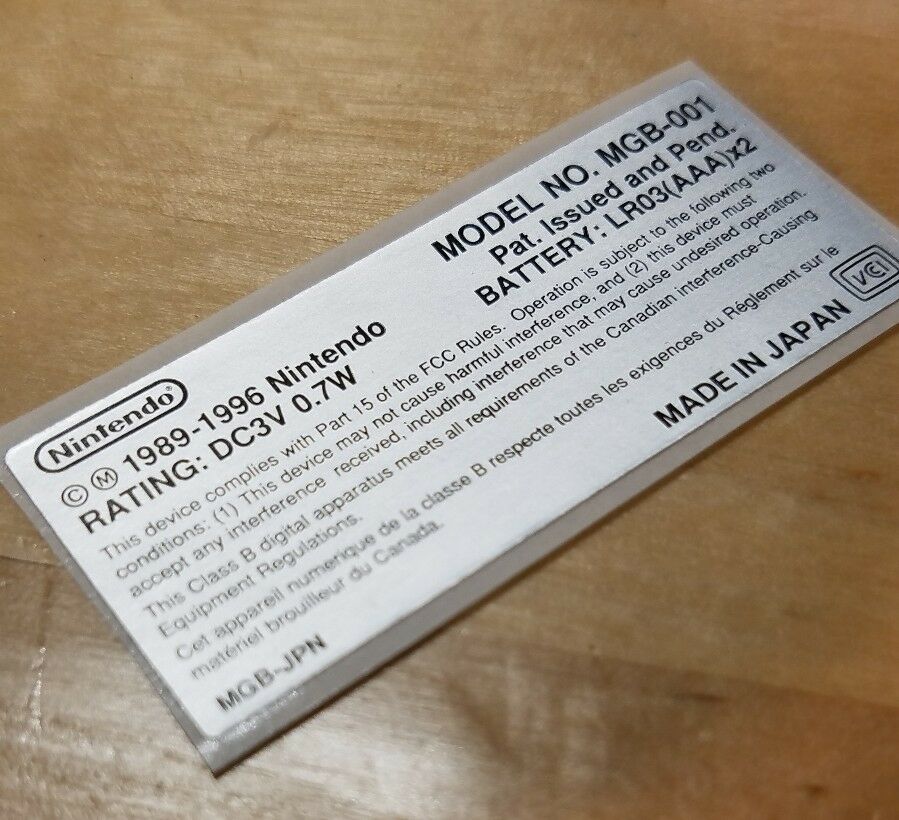 Nintendo®
MODEL NO. MGB-001
Ⓒ Ⓜ 1989-1996 Nintendo
Pat. Issued and Pend.
RATING: DC3V 0.7W
BATTERY: LR03(AAA)x2
This device complies with Part 15 of the FCC Rules. Operation is subject to the following two
conditions: (1) This device may not cause harmful interference, and (2) this device must
accept any interference received, including interference that may cause undesired operation.
This Class B digital apparatus meets all requirements of the Canadian interference-Causing
Equipment Regulations.
Cet appareil numerique de la classe B respecte toutes les exigences du Règlement sur le
matériel brouilleur du Canada.
MGB-JPN
MADE IN JAPAN
VCI